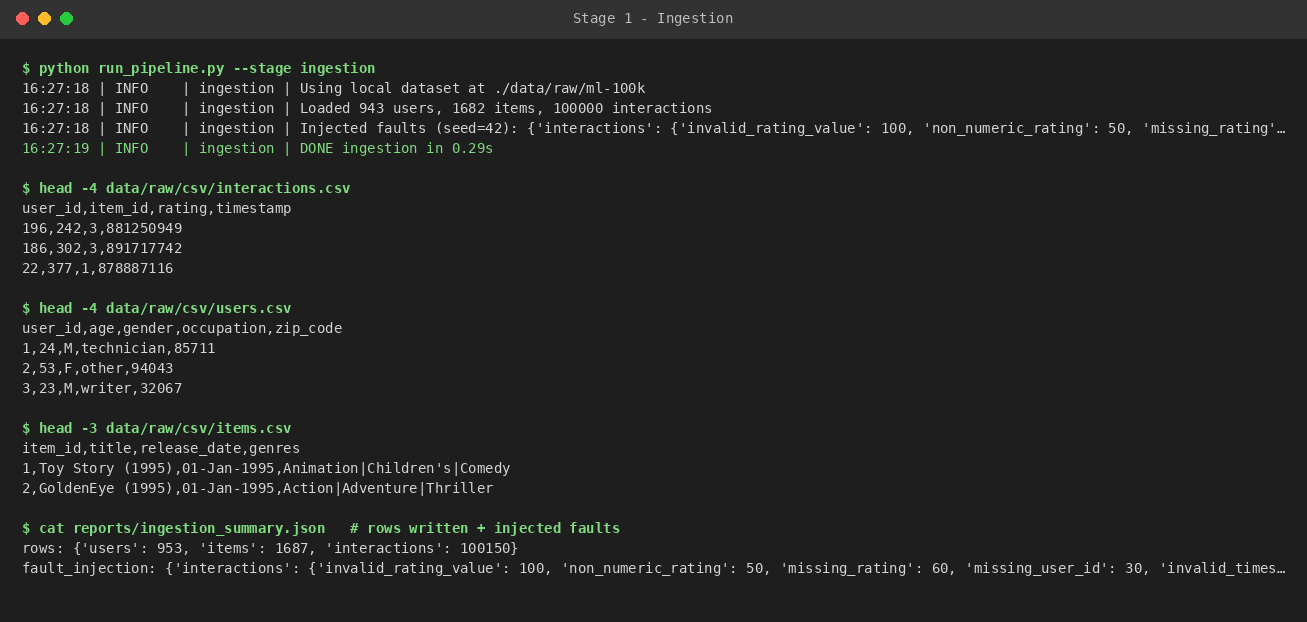 Stage 1 - Ingestion
$ python run_pipeline.py --stage ingestion
16:27:18 | INFO    | ingestion | Using local dataset at ./data/raw/ml-100k
16:27:18 | INFO    | ingestion | Loaded 943 users, 1682 items, 100000 interactions
16:27:18 | INFO    | ingestion | Injected faults (seed=42): {'interactions': {'invalid_rating_value': 100, 'non_numeric_rating': 50, 'missing_rating'…
16:27:19 | INFO    | ingestion | DONE ingestion in 0.29s
$ head -4 data/raw/csv/interactions.csv
user_id,item_id,rating,timestamp
196,242,3,881250949
186,302,3,891717742
22,377,1,878887116
$ head -4 data/raw/csv/users.csv
user_id,age,gender,occupation,zip_code
1,24,M,technician,85711
2,53,F,other,94043
3,23,M,writer,32067
$ head -3 data/raw/csv/items.csv
item_id,title,release_date,genres
1,Toy Story (1995),01-Jan-1995,Animation|Children's|Comedy
2,GoldenEye (1995),01-Jan-1995,Action|Adventure|Thriller
$ cat reports/ingestion_summary.json   # rows written + injected faults
rows: {'users': 953, 'items': 1687, 'interactions': 100150}
fault_injection: {'interactions': {'invalid_rating_value': 100, 'non_numeric_rating': 50, 'missing_rating': 60, 'missing_user_id': 30, 'invalid_times…